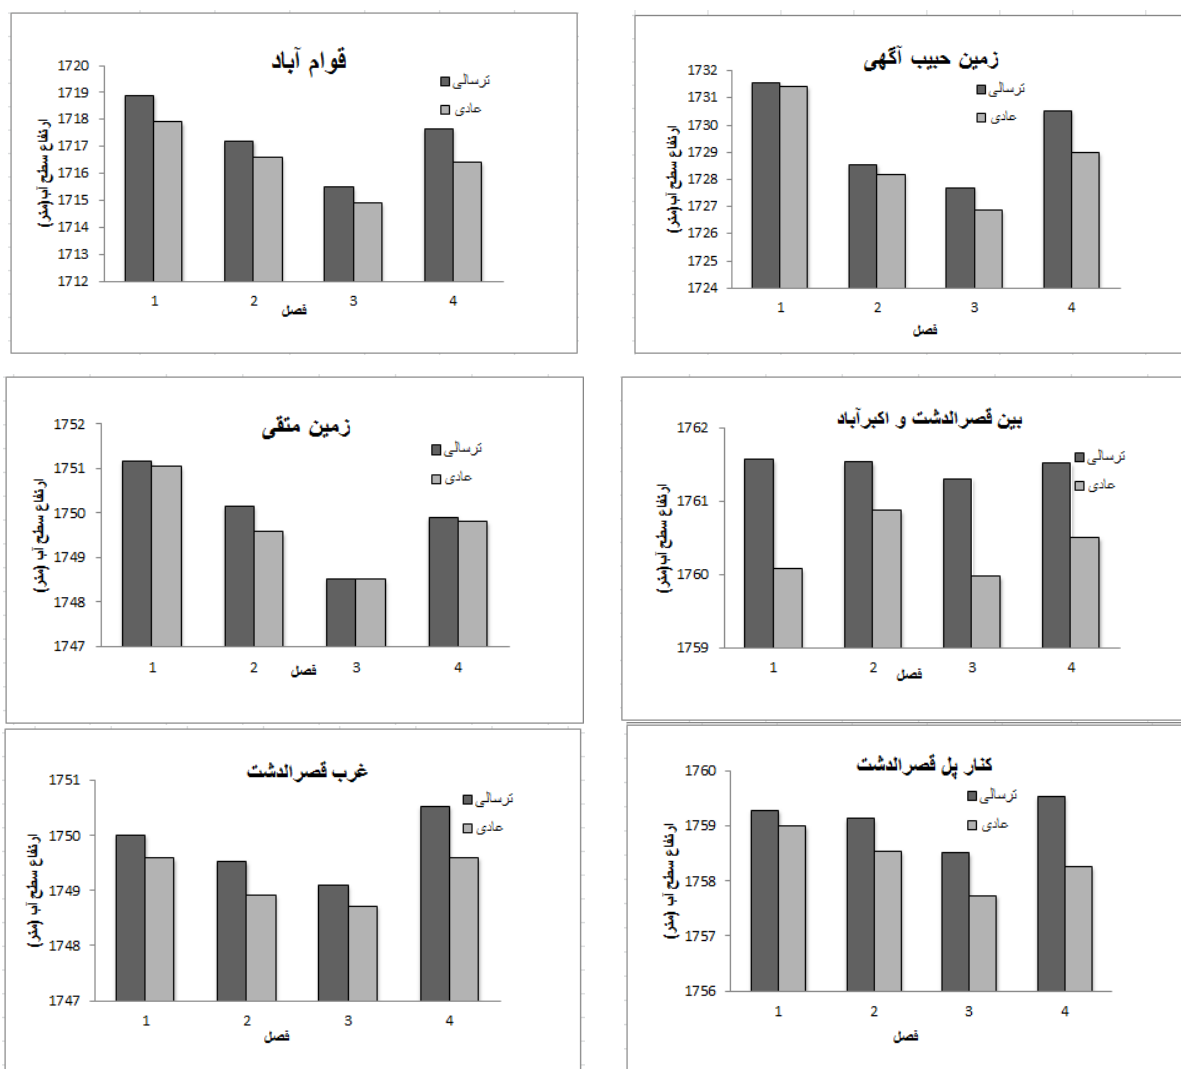 قوام آباد
ترسالی
عادی
ارتفاع سطح آب(متر)
1720
1719
1718
1717
1716
1715
1714
1713
1712
1 2 3 4
فصل
زمین حبیب آگهی
ترسالی
عادی
ارتفاع سطح آب(متر)
1732
1731
1730
1729
1728
1727
1726
1725
1724
1 2 3 4
فصل
زمین متقی
ترسالی
عادی
ارتفاع سطح آب (متر)
1752
1751
1750
1749
1748
1747
1 2 3 4
فصل
بین قصرالدشت و اکبرآباد
ترسالی
عادی
ارتفاع سطح آب(متر)
1762
1761
1760
1759
1 2 3 4
فصل
غرب قصرالدشت
ترسالی
عادی
ارتفاع سطح آب (متر)
1751
1750
1749
1748
1747
1 2 3 4
فصل
کنار پل قصرالدشت
ترسالی
عادی
ارتفاع سطح آب (متر)
1760
1759
1758
1757
1756
1 2 3 4
فصل